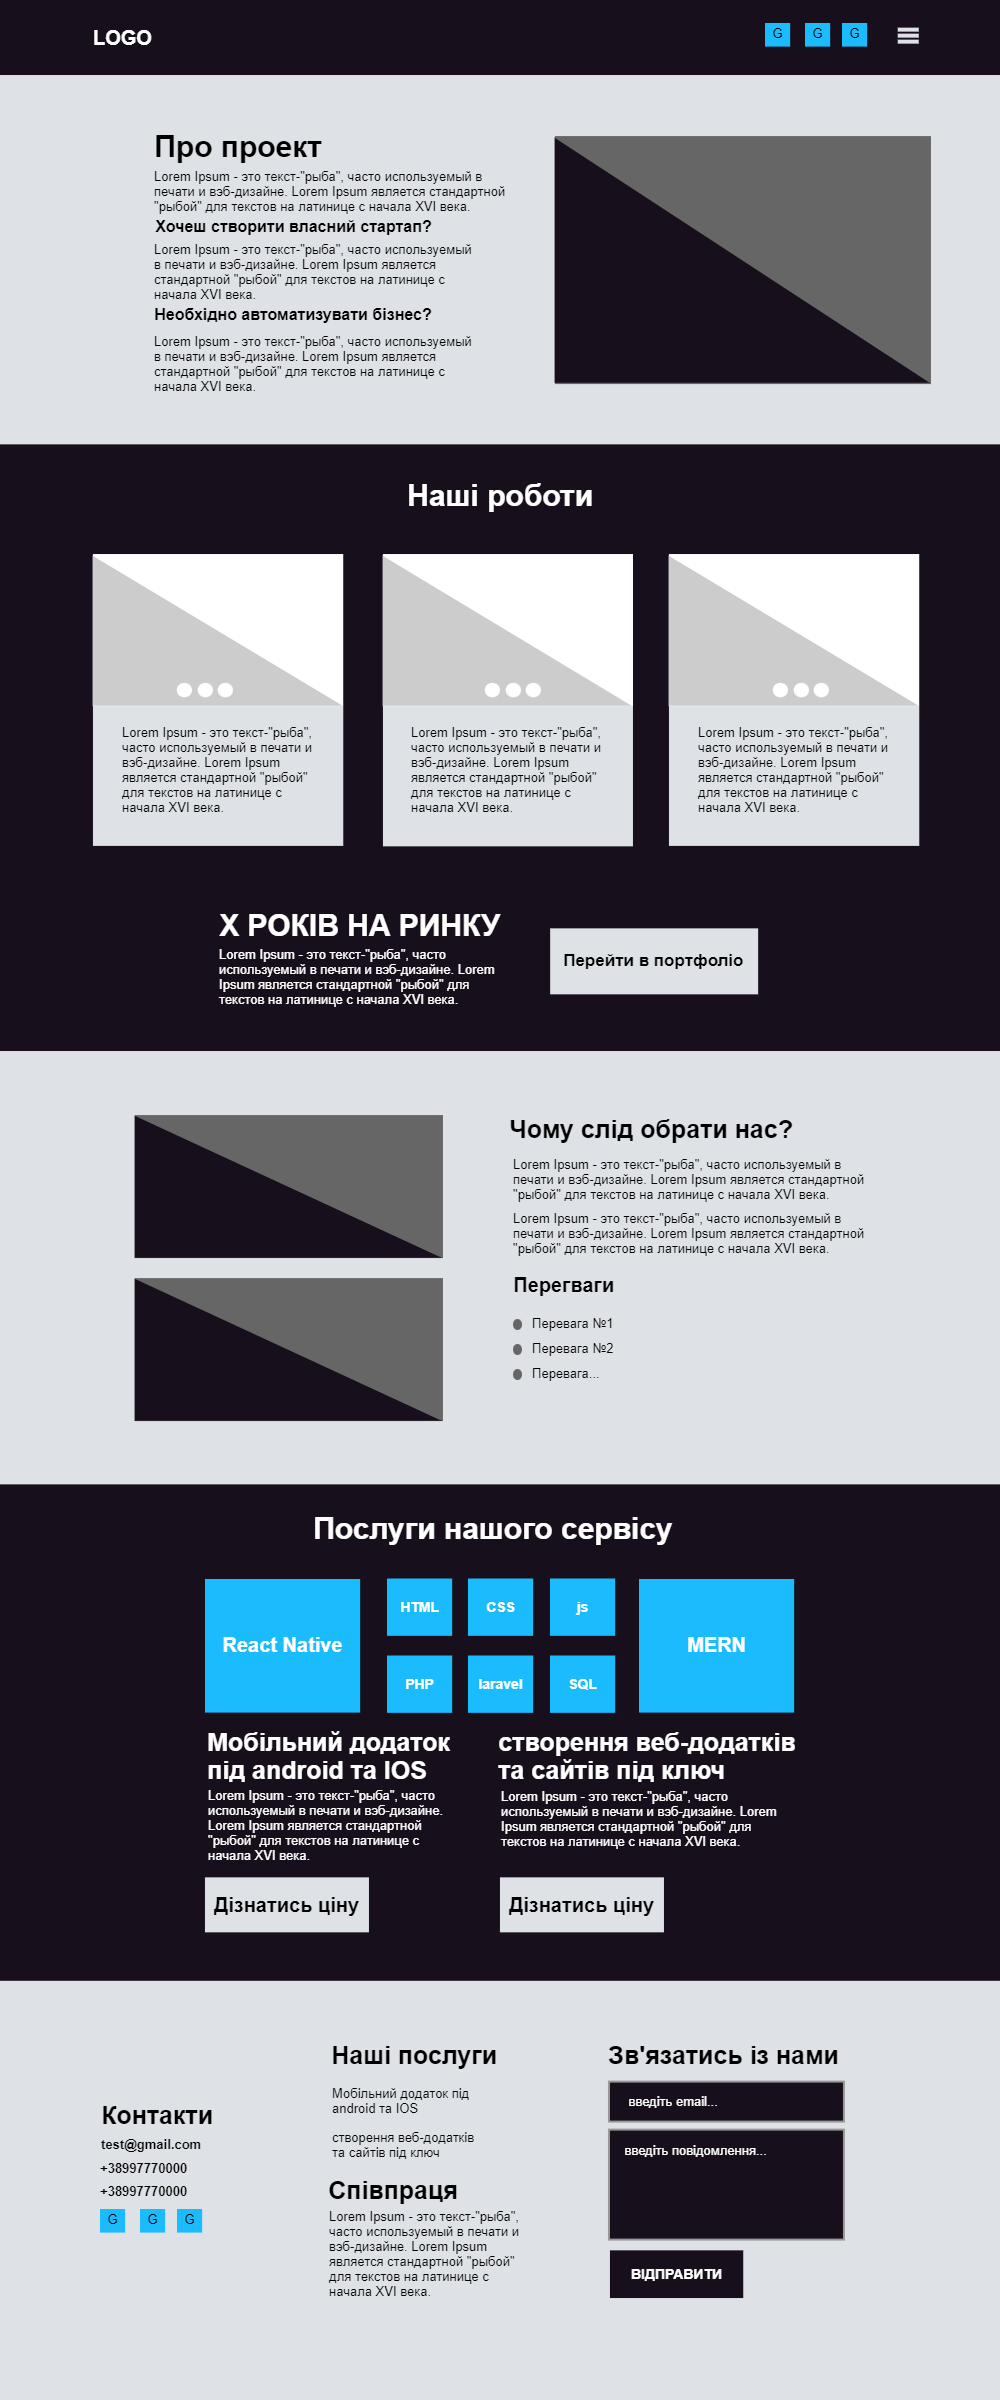 LOGO
G
G
G
Про проект
Lorem Ipsum - это текст-"рыба", часто используемый в
печати и вэб-дизайне. Lorem Ipsum является стандартной
"рыбой" для текстов на латинице с начала XVI века.
Хочеш створити власний стартап?
Lorem Ipsum - это текст-"рыба", часто используемый
в печати и вэб-дизайне. Lorem Ipsum является
стандартной "рыбой" для текстов на латинице с
начала XVI века.
Необхідно автоматизувати бізнес?
Lorem Ipsum - это текст-"рыба", часто используемый
в печати и вэб-дизайне. Lorem Ipsum является
стандартной "рыбой" для текстов на латинице с
начала XVI века.
Наші роботи
Lorem Ipsum - это текст-"рыба",
часто используемый в печати и
вэб-дизайне. Lorem Ipsum
является стандартной "рыбой"
для текстов на латинице с
начала XVI века.
Lorem Ipsum - это текст-"рыба",
часто используемый в печати и
вэб-дизайне. Lorem Ipsum
является стандартной "рыбой"
для текстов на латинице с
начала XVI века.
Lorem Ipsum - это текст-"рыба",
часто используемый в печати и
вэб-дизайне. Lorem Ipsum
является стандартной "рыбой"
для текстов на латинице с
начала XVI века.
X РОКІВ НА РИНКУ
Lorem Ipsum - это текст-"рыба", часто
используемый в печати и вэб-дизайне. Lorem
Ipsum является стандартной "рыбой" для
текстов на латинице с начала XVI века.
Перейти в портфоліо
Чому слід обрати нас?
Lorem Ipsum - это текст-"рыба", часто используемый в
печати и вэб-дизайне. Lorem Ipsum является стандартной
"рыбой" для текстов на латинице с начала XVI века.
Lorem Ipsum - это текст-"рыба", часто используемый в
печати и вэб-дизайне. Lorem Ipsum является стандартной
"рыбой" для текстов на латинице с начала XVI века.
Перегваги
Перевага №1
Перевага №2
Перевага...
Послуги нашого сервісу
React Native
HTML
CSS
js
PHP
laravel
SQL
MERN
Мобільний додаток
під android та IOS
Lorem Ipsum - это текст-"рыба", часто
используемый в печати и вэб-дизайне.
Lorem Ipsum является стандартной
"рыбой" для текстов на латинице с
начала XVI века.
Дізнатись ціну
створення веб-додатків
та сайтів під ключ
Lorem Ipsum - это текст-"рыба", часто
используемый в печати и вэб-дизайне. Lorem
Ipsum является стандартной "рыбой" для
текстов на латинице с начала XVI века.
Дізнатись ціну
Контакти
test@gmail.com
+38997770000
+38997770000
G
G
G
Наші послуги
Мобільний додаток під
android та IOS
створення веб-додатків
та сайтів під ключ
Співпраця
Lorem Ipsum - это текст-"рыба",
часто используемый в печати и
вэб-дизайне. Lorem Ipsum
является стандартной "рыбой"
для текстов на латинице с
начала XVI века.
Зв'язатись із нами
введіть email...
введіть повідомлення...
ВІДПРАВИТИ